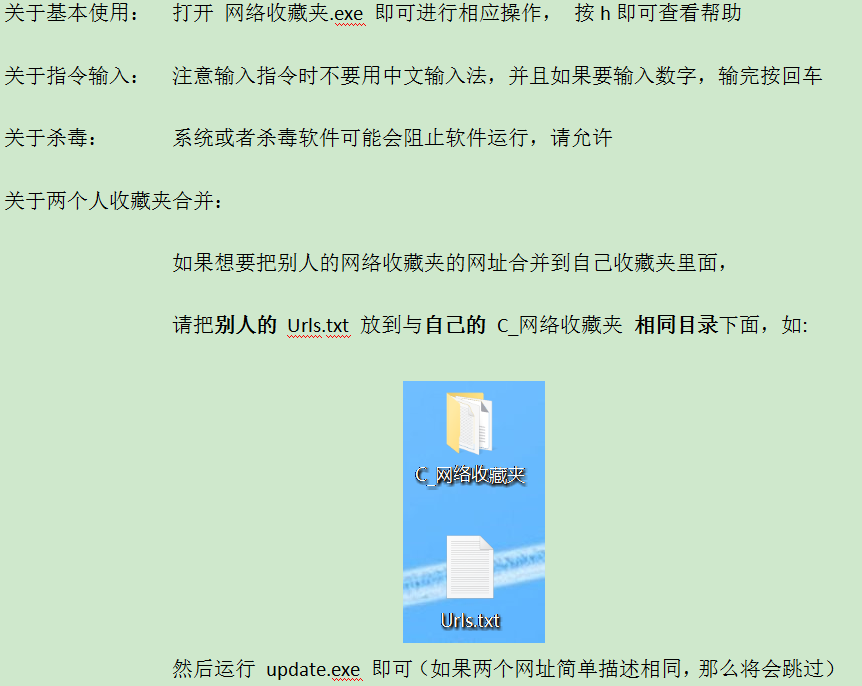 关于基本使用： 打开 网络收藏夹.exe 即可进行相应操作， 按 h 即可查看帮助
关于指令输入： 注意输入指令时不要用中文输入法，并且如果要输入数字，输完按回车
关于杀毒： 系统或者杀毒软件可能会阻止软件运行，请允许
关于两个人收藏夹合并：
如果想要把别人的网络收藏夹的网址合并到自己收藏夹里面，
请把别人的 Urls.txt 放到与自己的 C_网络收藏夹 相同目录下面，如:
C_网络收藏夹
Urls.txt
然后运行 update.exe 即可（如果两个网址简单描述相同，那么将会跳过）